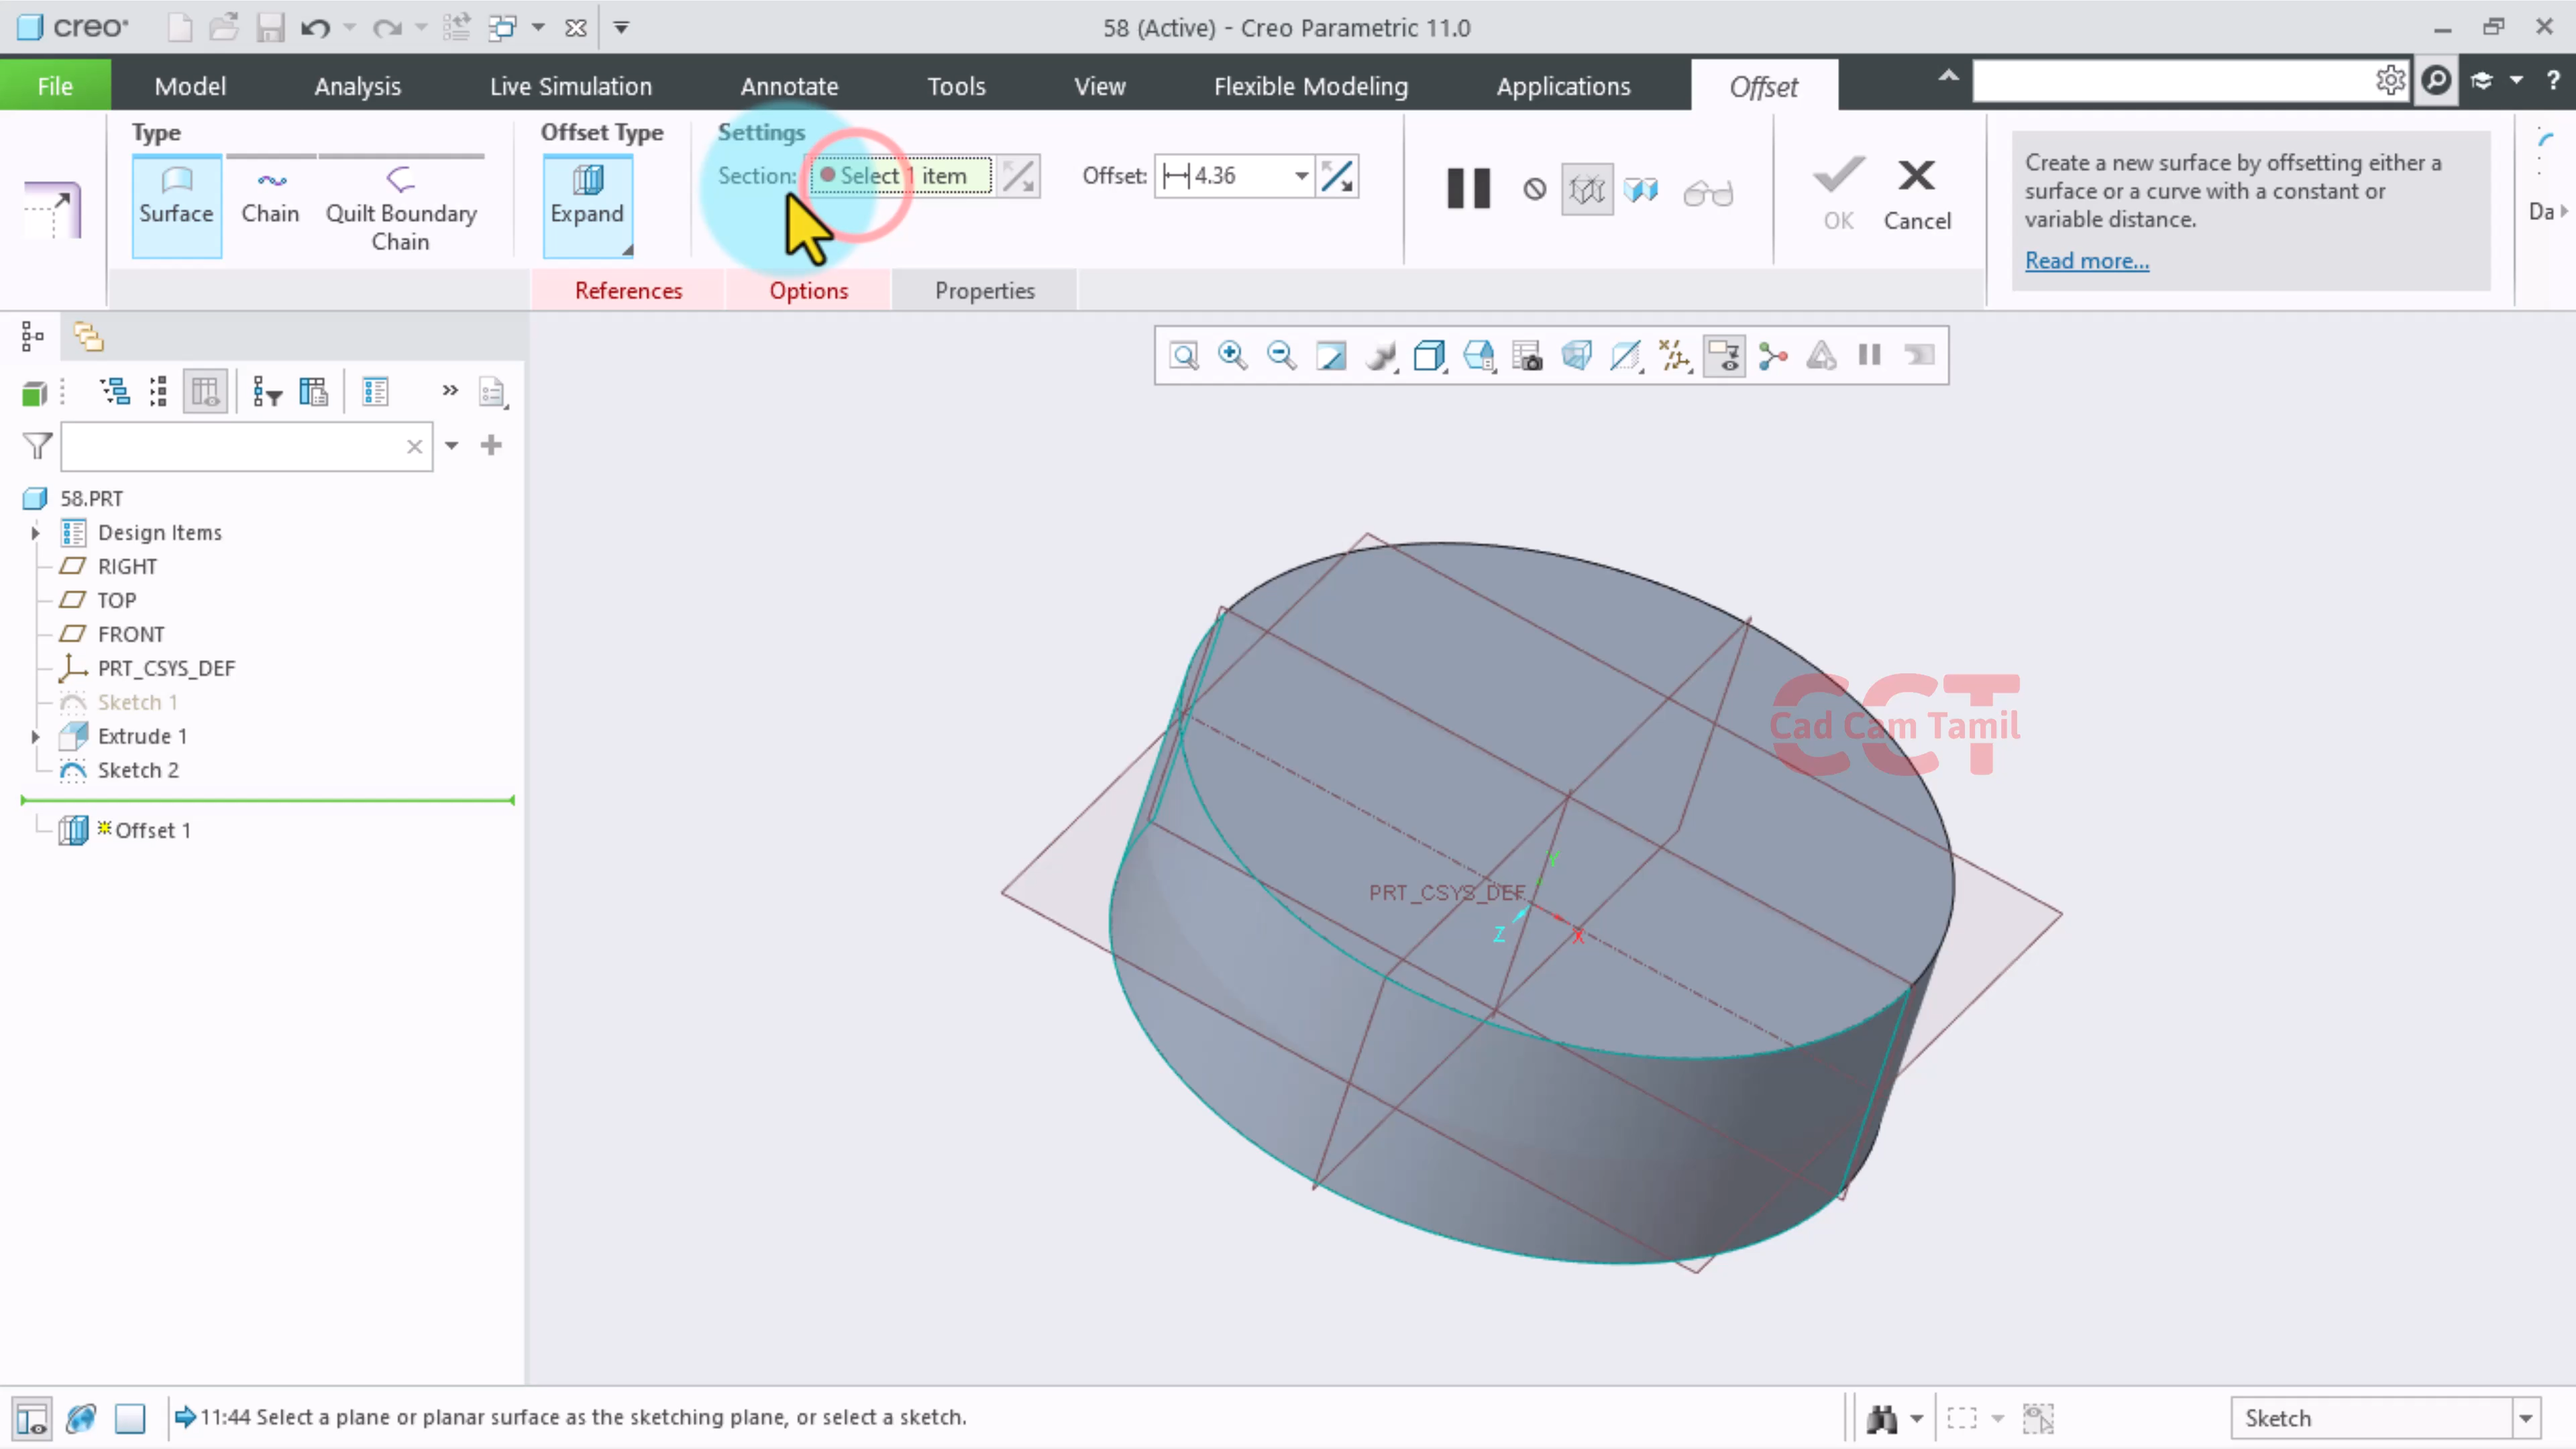 creo
58 (Active) - Creo Parametric 11.0
File
Model
Analysis
Live Simulation
Annotate
Tools
View
Flexible Modeling
Applications
Offset
Type
Surface
Chain
Quilt Boundary
Chain
Offset Type
Expand
Settings
Section:
Select 1 item
Offset:
4.36
OK
Cancel
Create a new surface by offsetting either a
surface or a curve with a constant or
variable distance.
Read more...
Da
References
Options
Properties
58.PRT
Design Items
RIGHT
TOP
FRONT
PRT_CSYS_DEF
Sketch 1
Extrude 1
Sketch 2
Offset 1
CCT
Cad Cam Tamil
Y
PRT_CSYS_DEF
Z
X
11:44 Select a plane or planar surface as the sketching plane, or select a sketch.
Sketch